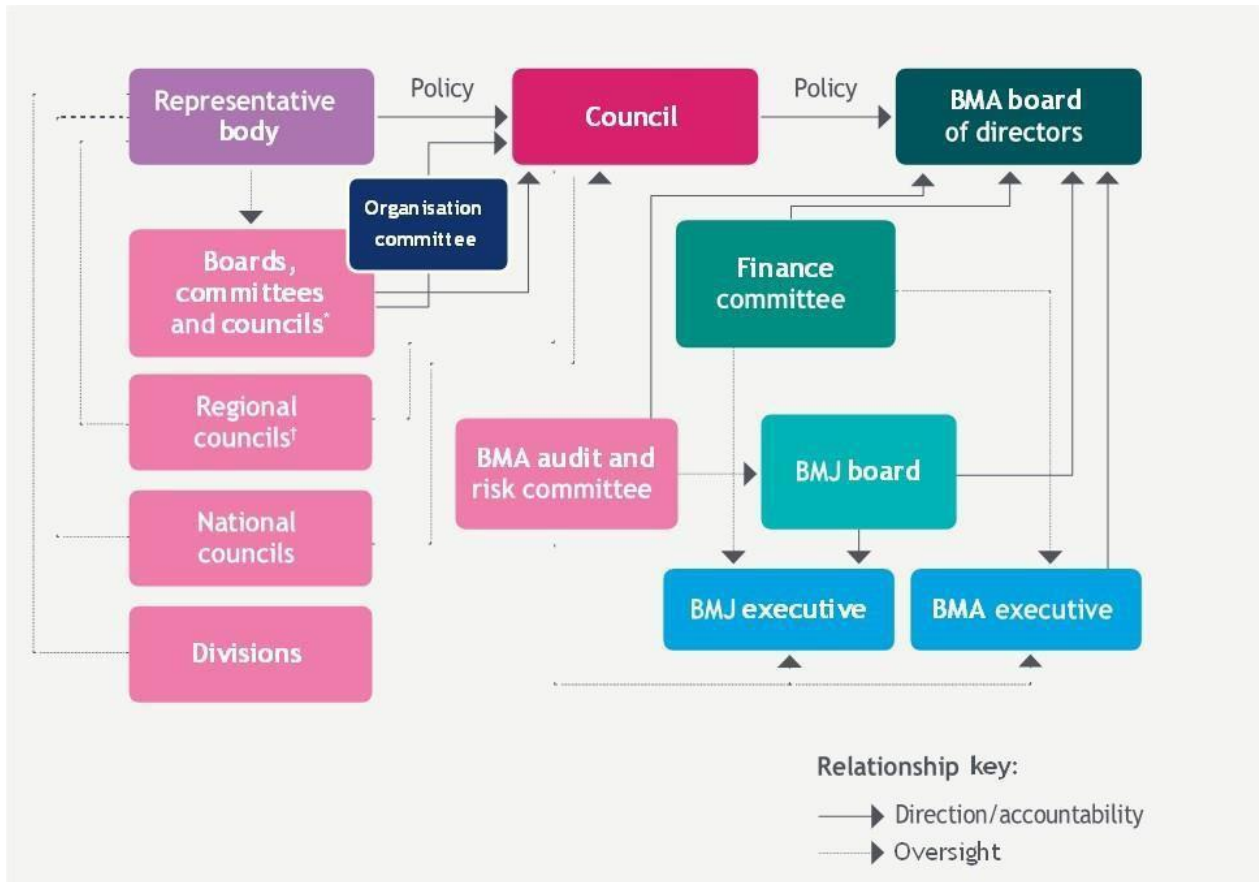 Representative
body
Policy
Council
Policy
BMA board
of directors
Organisation
committee
Boards,
committees
and councils*
Finance
committee
Regional
councils†
BMA audit and
risk committee
BMJ board
National
councils
BMJ executive
BMA executive
Divisions
Relationship key:
Direction/accountability
Oversight